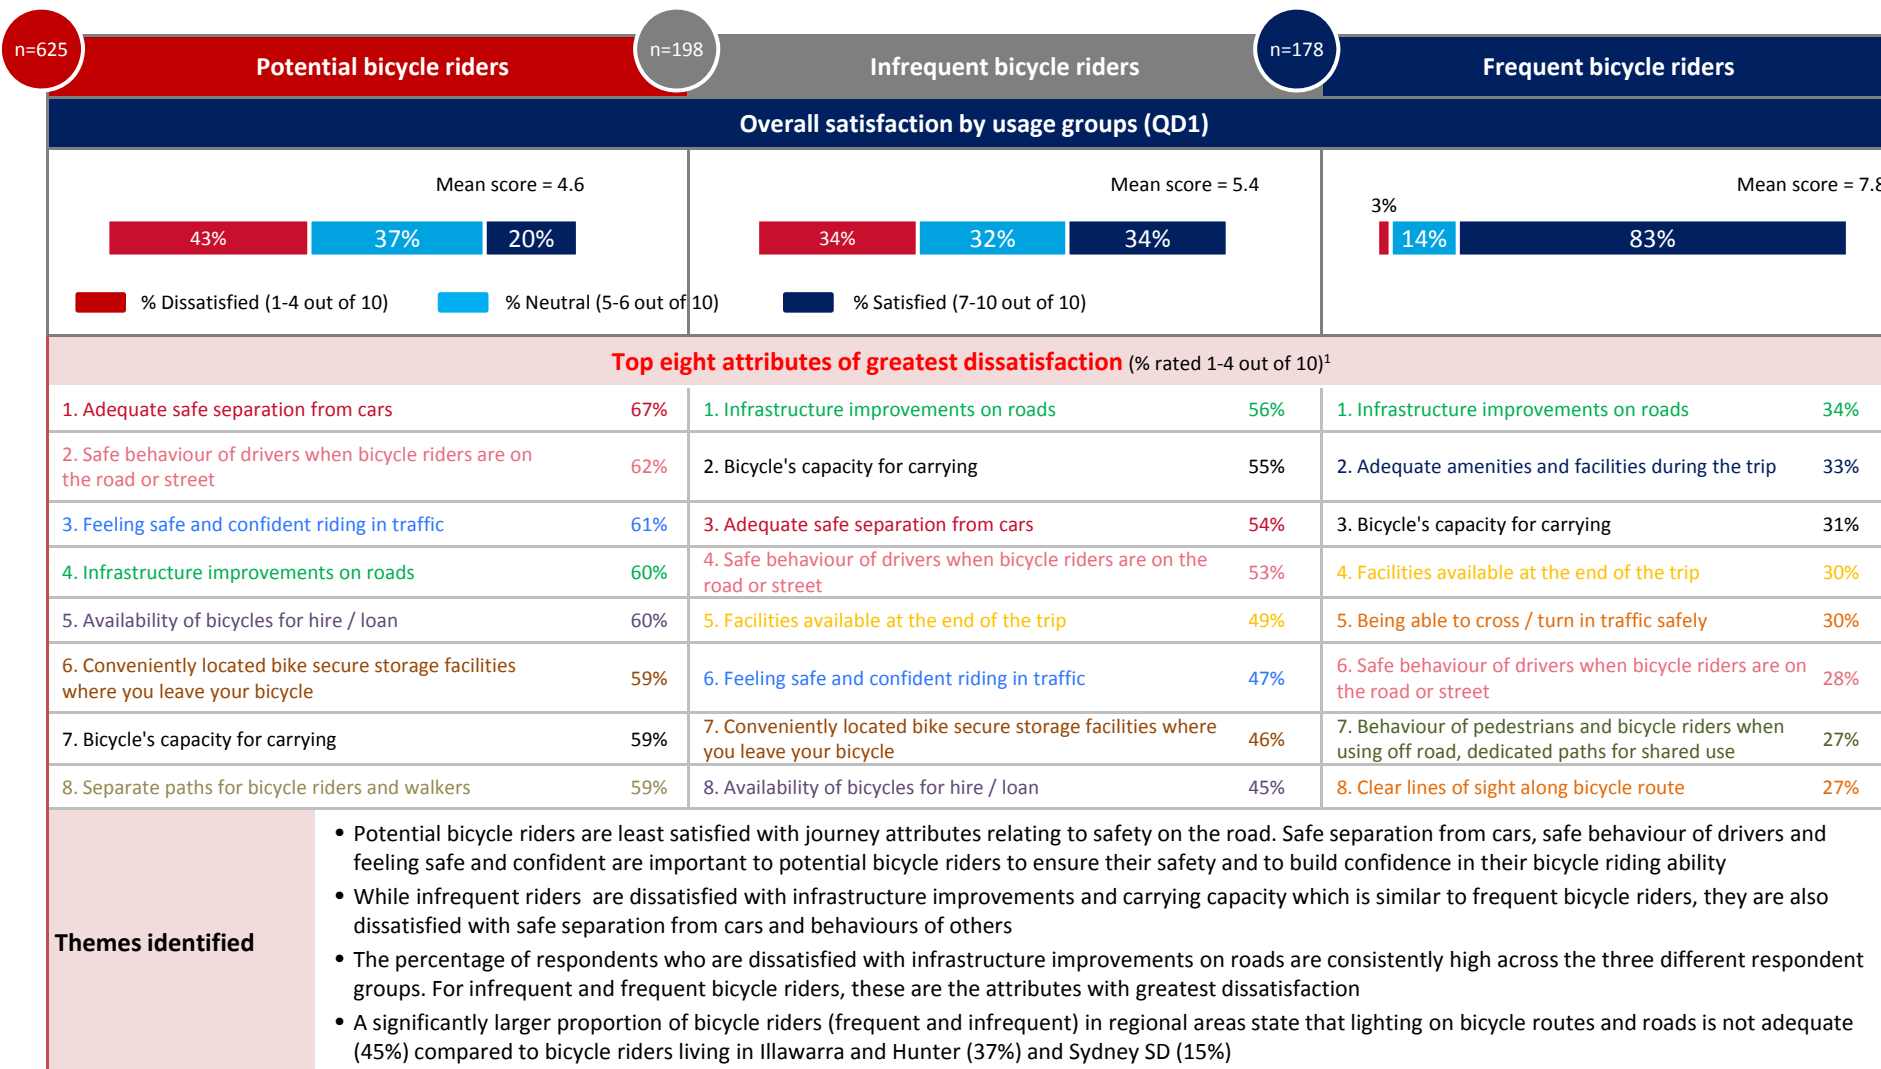 n=625
Potential bicycle riders
n=198
Infrequent bicycle riders
n=178
Frequent bicycle riders
Overall satisfaction by usage groups (QD1)
Mean score = 4.6
43%
37%
20%
Mean score = 5.4
34%
32%
34%
Mean score = 7.8
3%
14%
83%
% Dissatisfied (1-4 out of 10)
% Neutral (5-6 out of 10)
% Satisfied (7-10 out of 10)
Top eight attributes of greatest dissatisfaction (% rated 1-4 out of 10)1
1. Adequate safe separation from cars 67%
1. Infrastructure improvements on roads 56%
1. Infrastructure improvements on roads 34%
2. Safe behaviour of drivers when bicycle riders are on
the road or street 62%
2. Bicycle's capacity for carrying 55%
2. Adequate amenities and facilities during the trip 33%
3. Feeling safe and confident riding in traffic 61%
3. Adequate safe separation from cars 54%
3. Bicycle's capacity for carrying 31%
4. Infrastructure improvements on roads 60%
4. Safe behaviour of drivers when bicycle riders are on the
road or street 53%
4. Facilities available at the end of the trip 30%
5. Availability of bicycles for hire / loan 60%
5. Facilities available at the end of the trip 49%
5. Being able to cross / turn in traffic safely 30%
6. Conveniently located bike secure storage facilities
where you leave your bicycle 59%
6. Feeling safe and confident riding in traffic 47%
6. Safe behaviour of drivers when bicycle riders are on
the road or street 28%
7. Bicycle's capacity for carrying 59%
7. Conveniently located bike secure storage facilities where
you leave your bicycle 46%
7. Behaviour of pedestrians and bicycle riders when
using off road, dedicated paths for shared use 27%
8. Separate paths for bicycle riders and walkers 59%
8. Availability of bicycles for hire / loan 45%
8. Clear lines of sight along bicycle route 27%
Themes identified
• Potential bicycle riders are least satisfied with journey attributes relating to safety on the road. Safe separation from cars, safe behaviour of drivers and
feeling safe and confident are important to potential bicycle riders to ensure their safety and to build confidence in their bicycle riding ability
• While infrequent riders are dissatisfied with infrastructure improvements and carrying capacity which is similar to frequent bicycle riders, they are also
dissatisfied with safe separation from cars and behaviours of others
• The percentage of respondents who are dissatisfied with infrastructure improvements on roads are consistently high across the three different respondent
groups. For infrequent and frequent bicycle riders, these are the attributes with greatest dissatisfaction
• A significantly larger proportion of bicycle riders (frequent and infrequent) in regional areas state that lighting on bicycle routes and roads is not adequate
(45%) compared to bicycle riders living in Illawarra and Hunter (37%) and Sydney SD (15%)